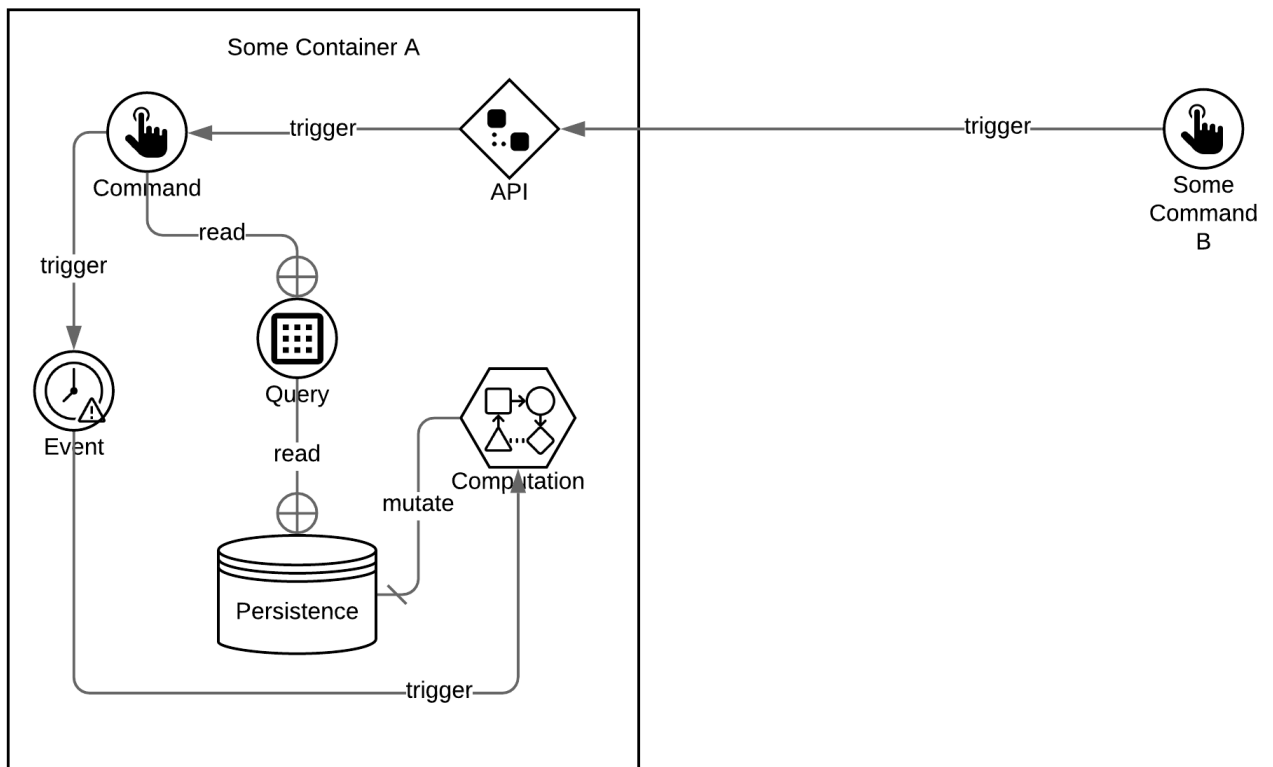 Some Container A
trigger
trigger
Command
API
Some
Command
B
read
trigger
Query
Event
read
Computation
mutate
Persistence
trigger